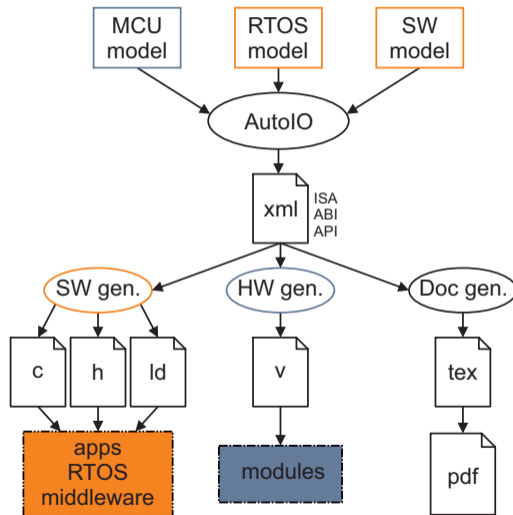 MCU
model
RTOS
model
SW
model
AutoIO
xml
ISA
ABI
API
SW gen.
HW gen.
Doc gen.
c
h
ld
v
tex
apps
RTOS
middleware
modules
pdf